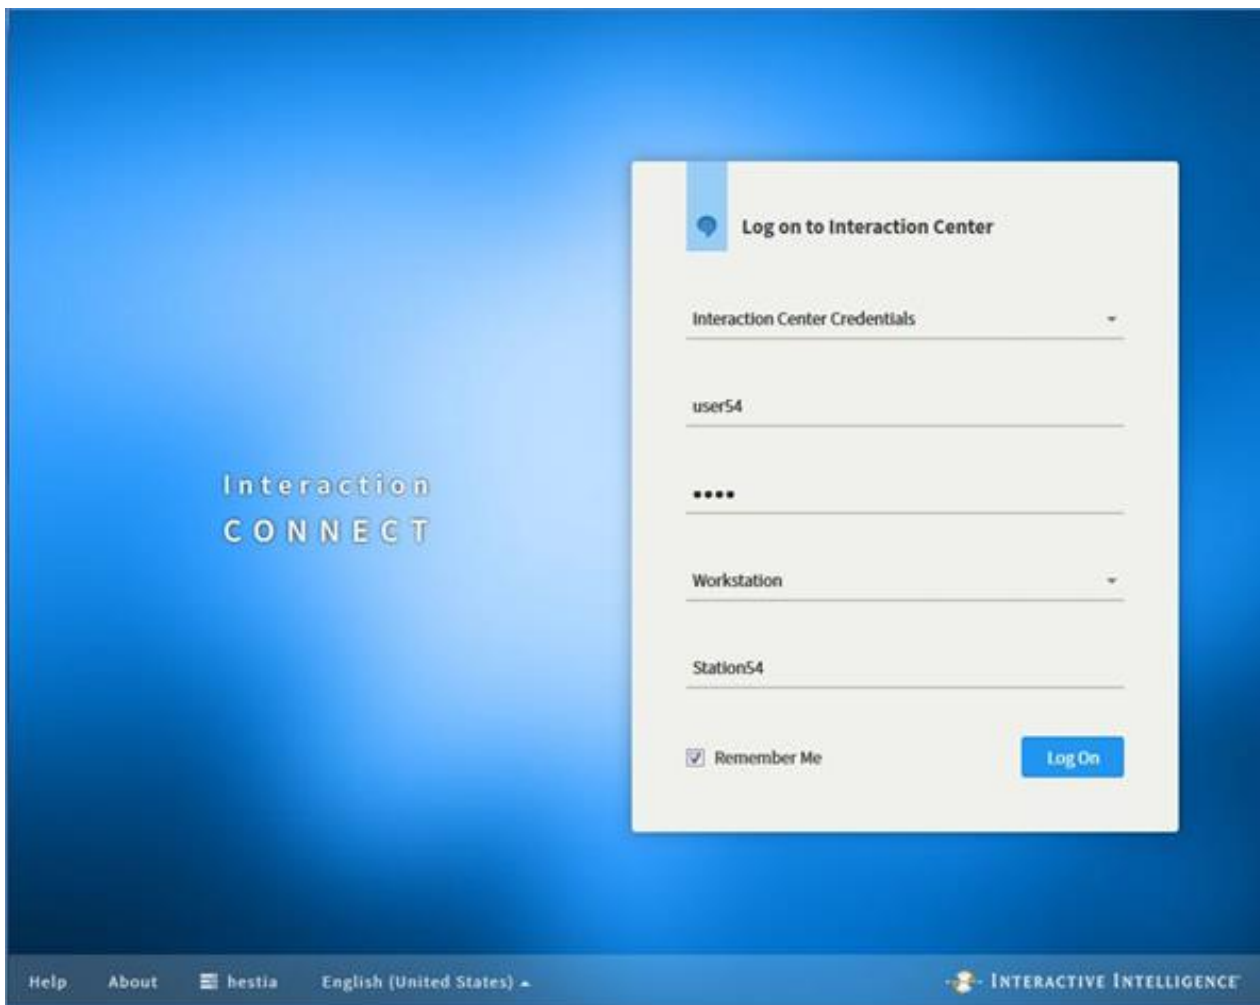 Log on to Interaction Center
Interaction Center Credentials
user54
••••
Workstation
Station54
Remember Me
Log On
Interaction
CONNECT
Help
About
hestia
English (United States)
INTERACTIVE INTELLIGENCE